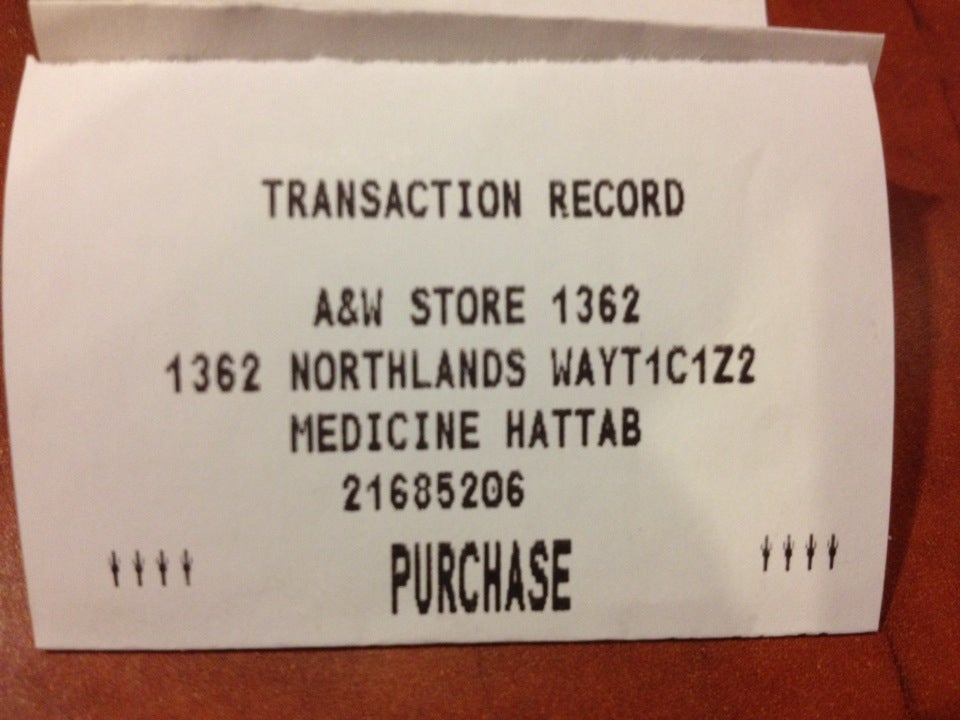 TRANSACTION RECORD
A&W STORE 1362
1362 NORTHLANDS WAYT1C1Z2
MEDICINE HATTAB
21685206
PURCHASE